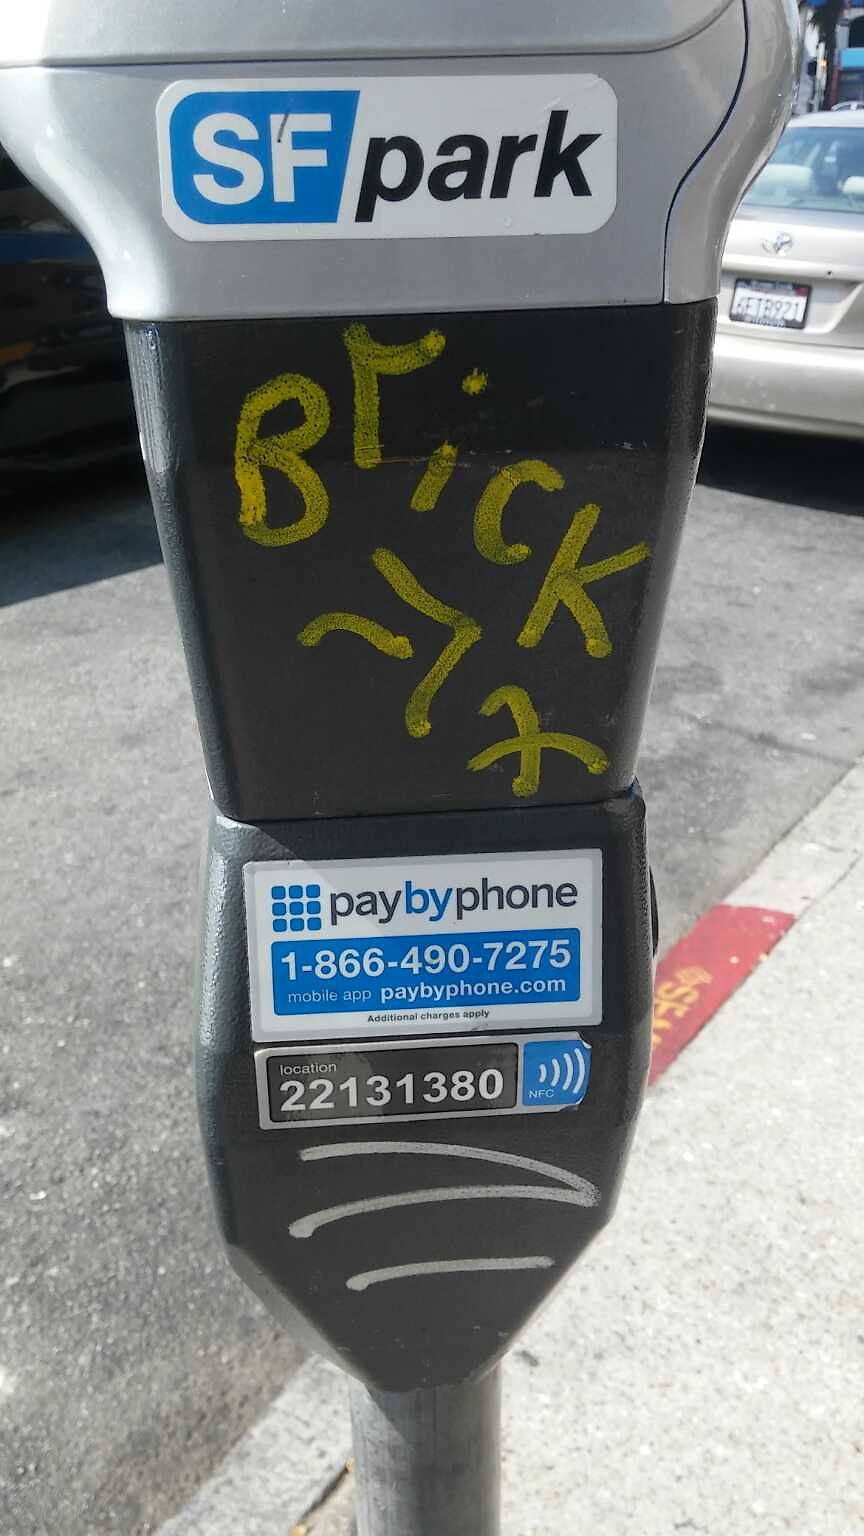 SFpark
BricK
paybyphone
1-866-490-7275
mobile app paybyphone.com
Additional charges apply
location
22131380
NFC